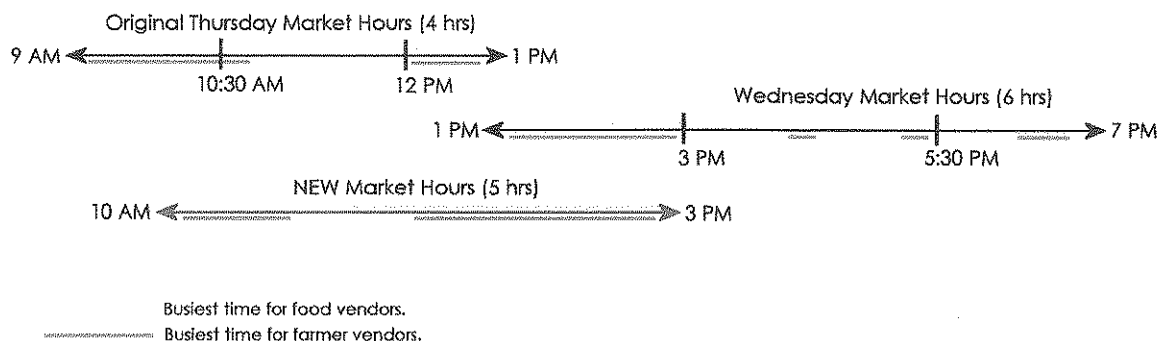 Original Thursday Market Hours (4 hrs)
9 AM
1 PM
10:30 AM
12 PM
Wednesday Market Hours (6 hrs)
1 PM
7 PM
3 PM
5:30 PM
NEW Market Hours (5 hrs)
10 AM
3 PM
Busiest time for food vendors.
Busiest time for farmer vendors.